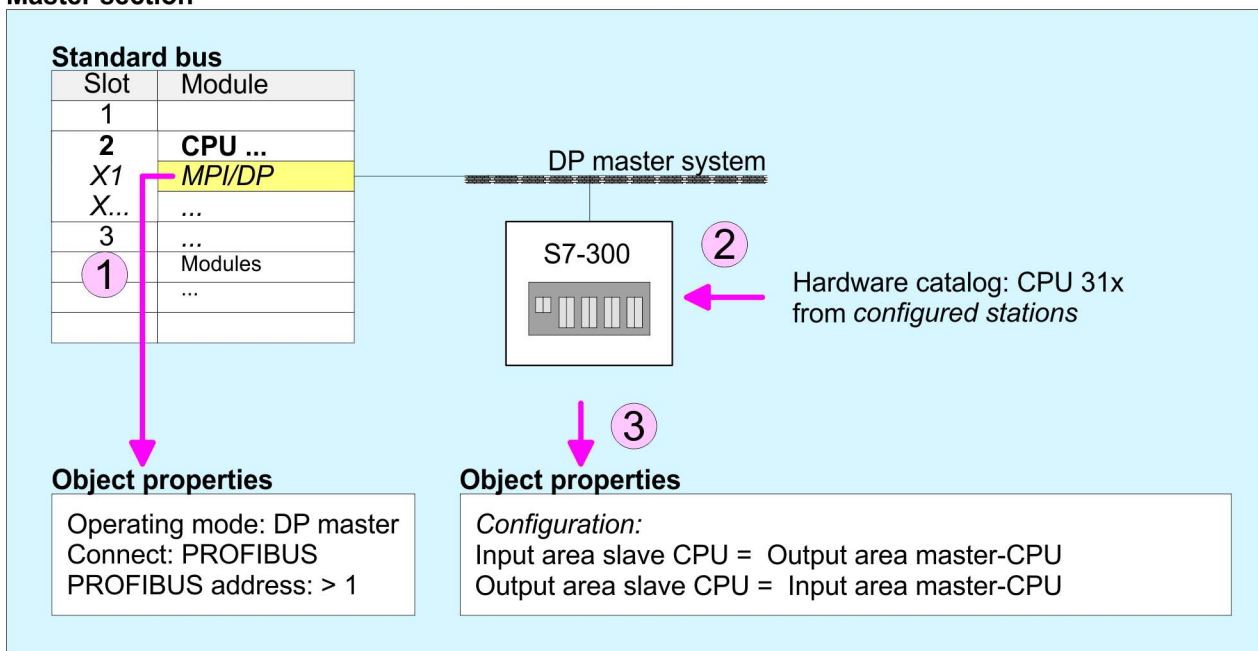 Master section
Standard bus
Slot Module
1
2 CPU ...
X1 MPI/DP
X... ...
3 ...
Modules
...
1
DP master system
S7-300
2
Hardware catalog: CPU 31x
from configured stations
3
Object properties
Operating mode: DP master
Connect: PROFIBUS
PROFIBUS address: > 1
Object properties
Configuration:
Input area slave CPU = Output area master-CPU
Output area slave CPU = Input area master-CPU